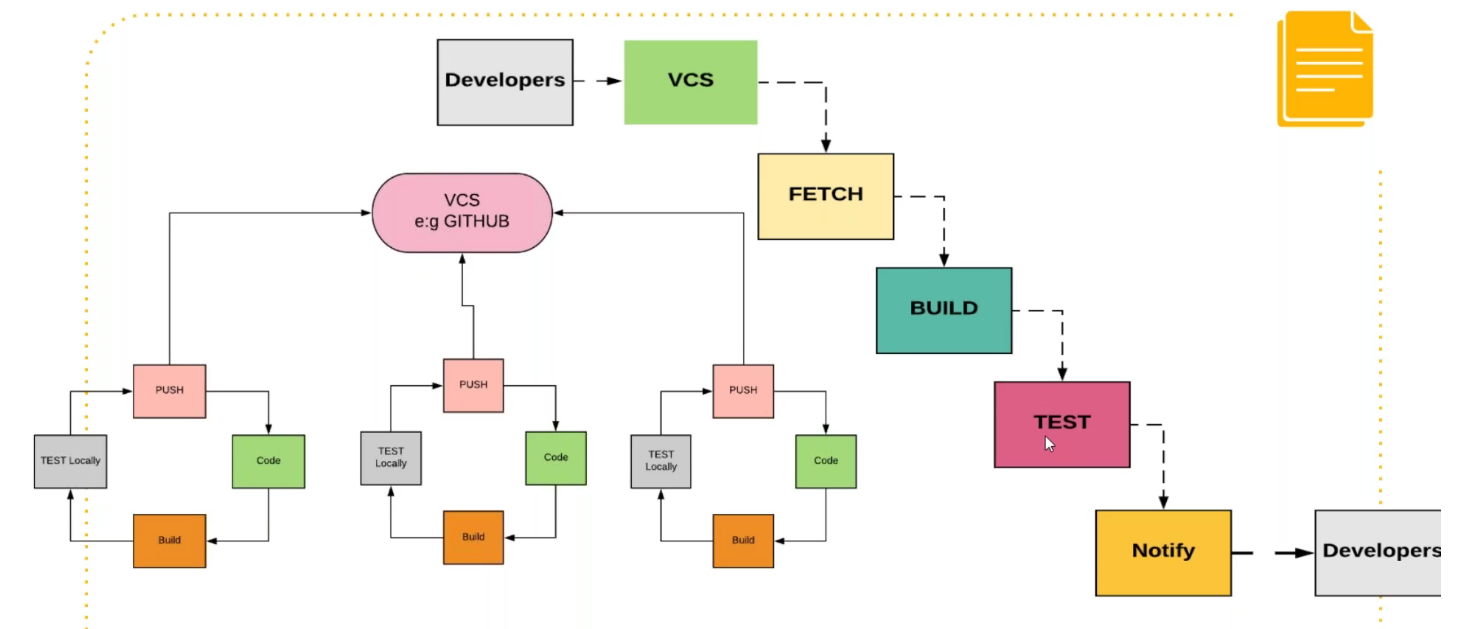 Developers
VCS
FETCH
BUILD
TEST
Notify
Developers
VCS
e:g GITHUB
PUSH
Code
Build
TEST Locally
PUSH
Code
Build
TEST
Locally
PUSH
Code
Build
TEST
Locally